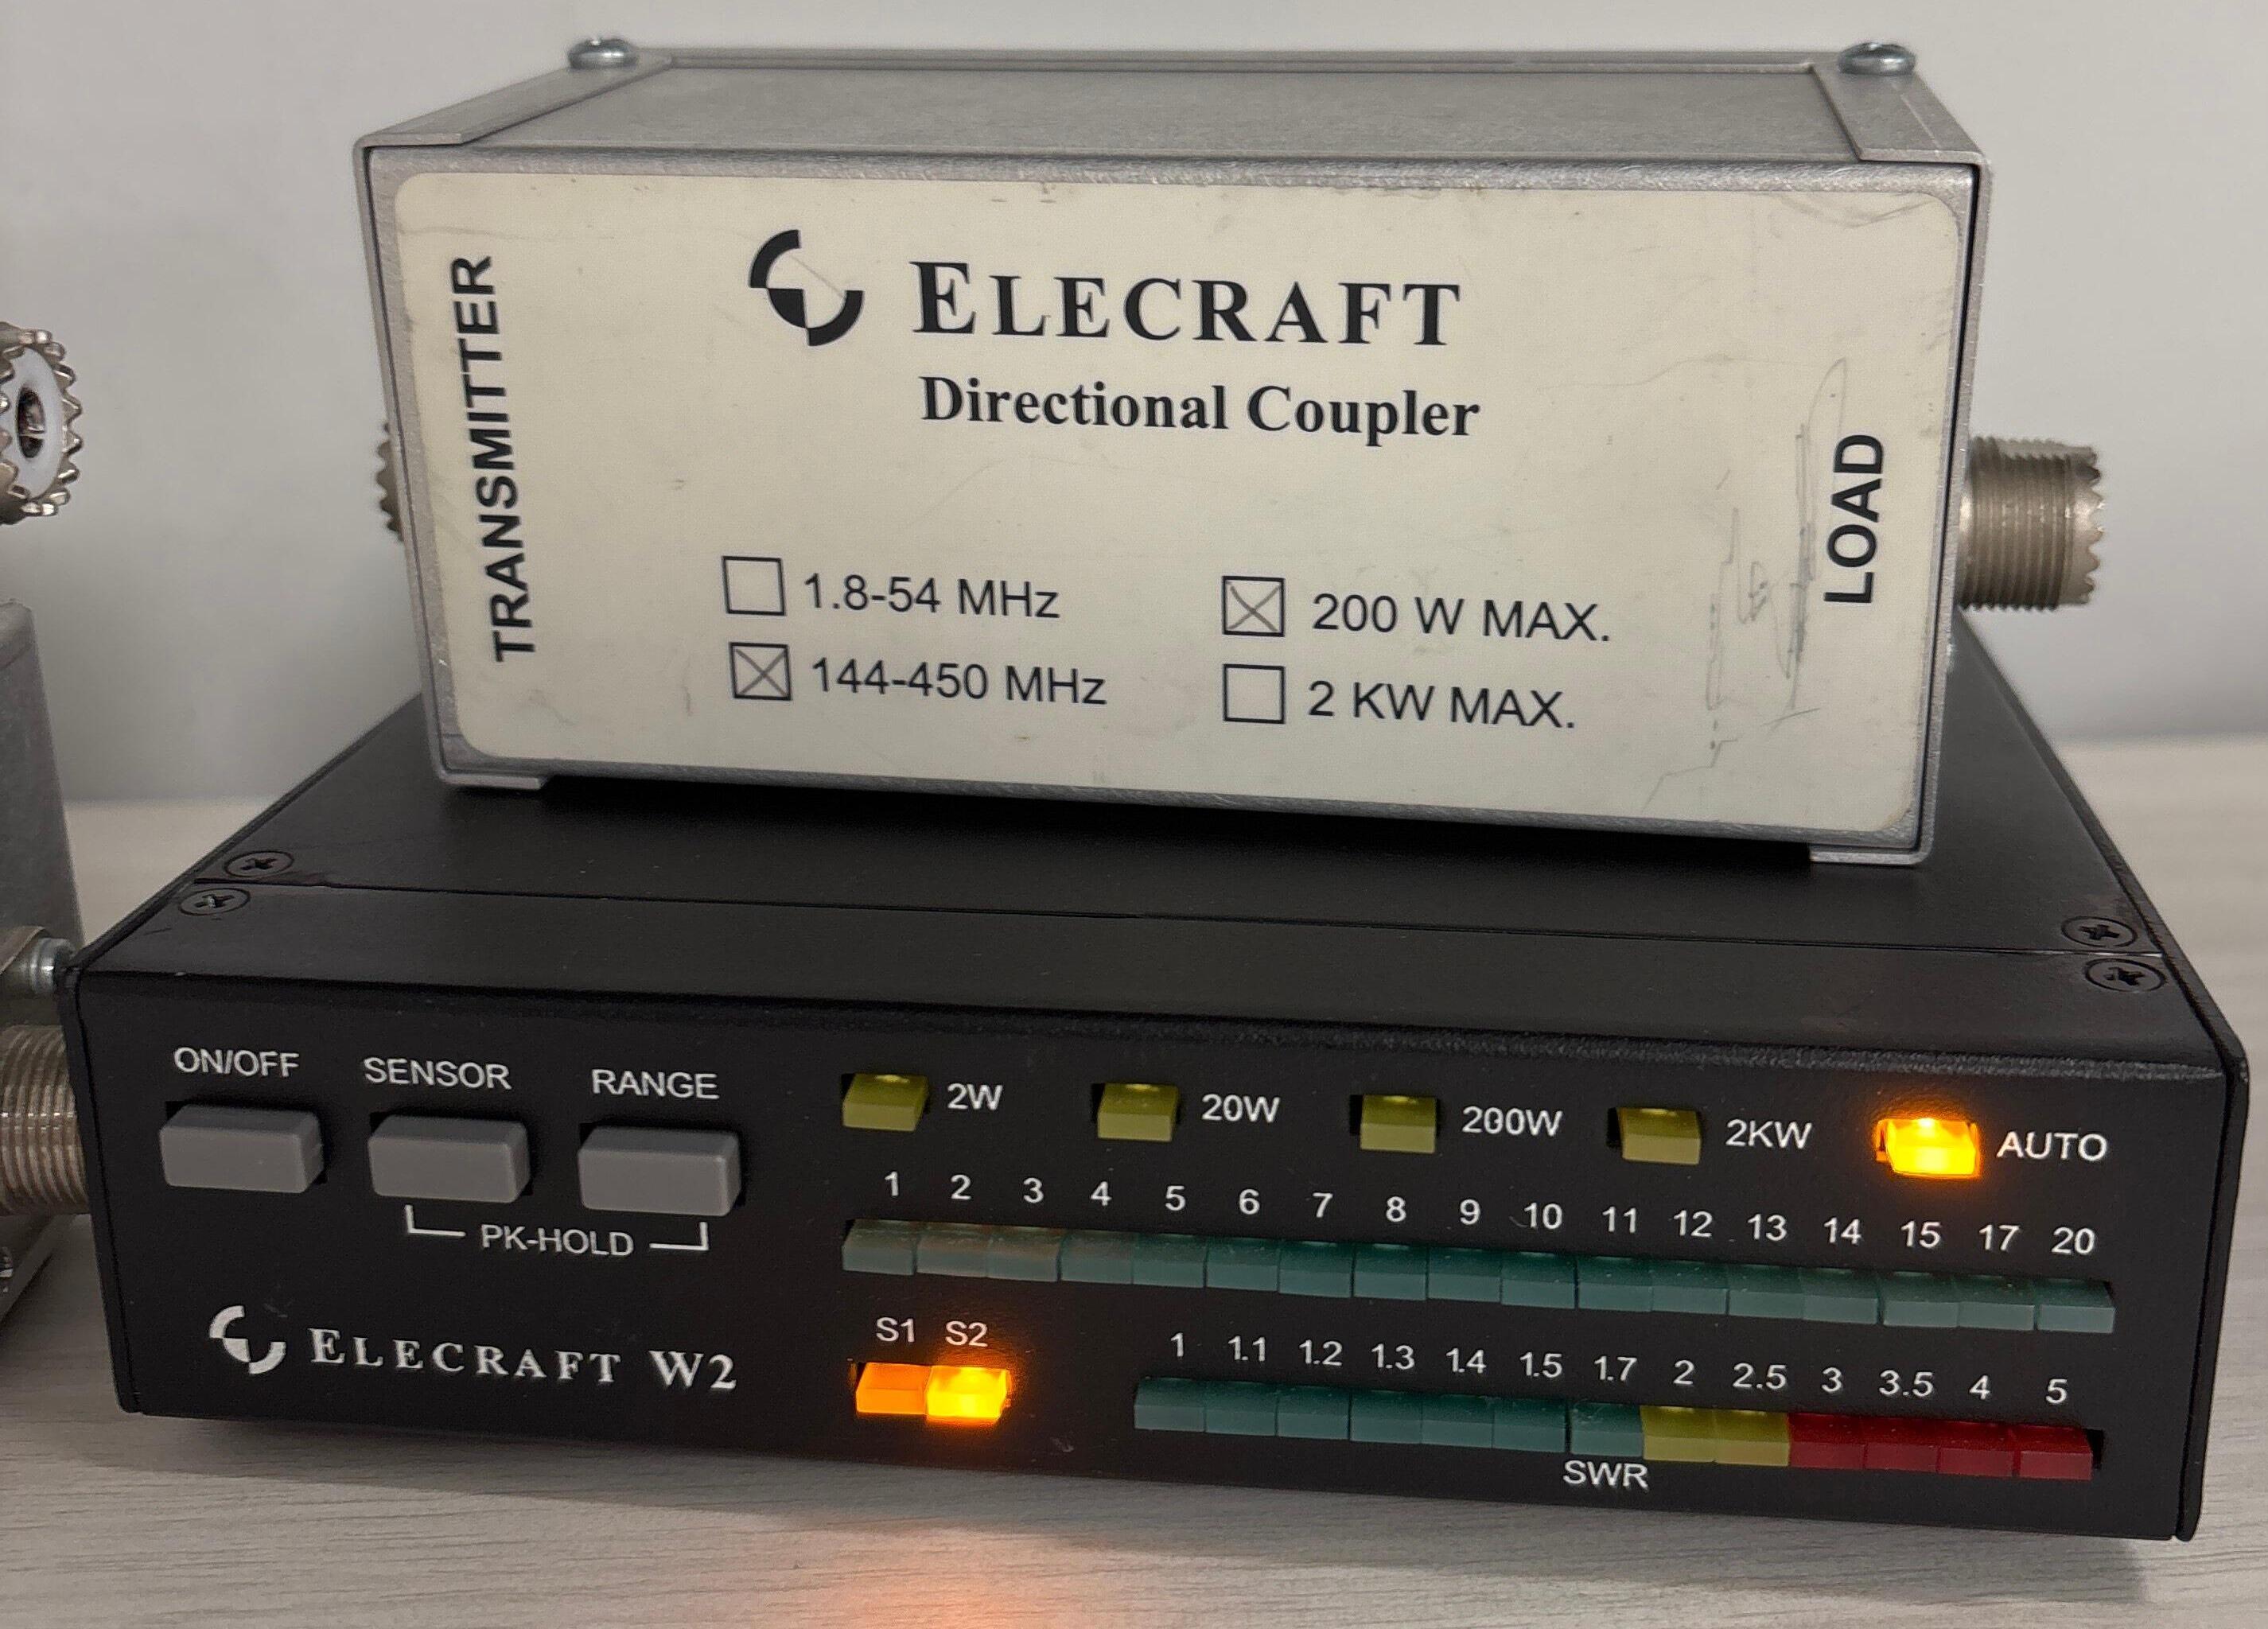 ELECRAFT
Directional Coupler
TRANSMITTER
LOAD
1.8-54 MHz
200 W MAX.
144-450 MHz
2 KW MAX.
ON/OFF
SENSOR
RANGE
PK-HOLD
2W 20W 200W 2KW AUTO
1 2 3 4 5 6 7 8 9 10 11 12 13 14 15 17 20
ELECRAFT W2
S1 S2
1 1.1 1.2 1.3 1.4 1.5 1.7 2 2.5 3 3.5 4 5
SWR